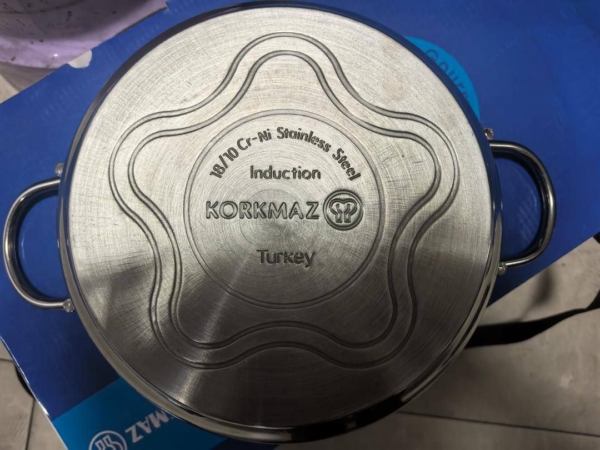 18/10 Cr-Ni Stainless Steel
Induction
KORKMAZ
Turkey